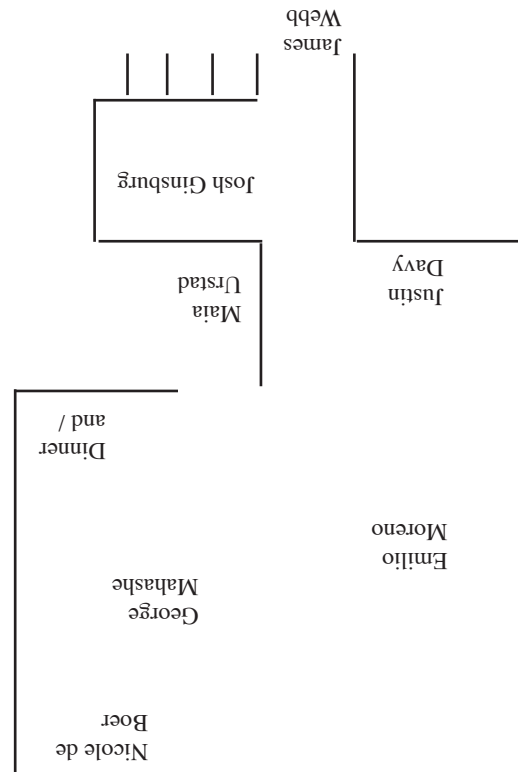 Nicole de
Boer
George
Mahashe
Emilio
Moreno
Dinner
and /
Maia
Urstad
Justin
Davy
Josh Ginsburg
James
Webb